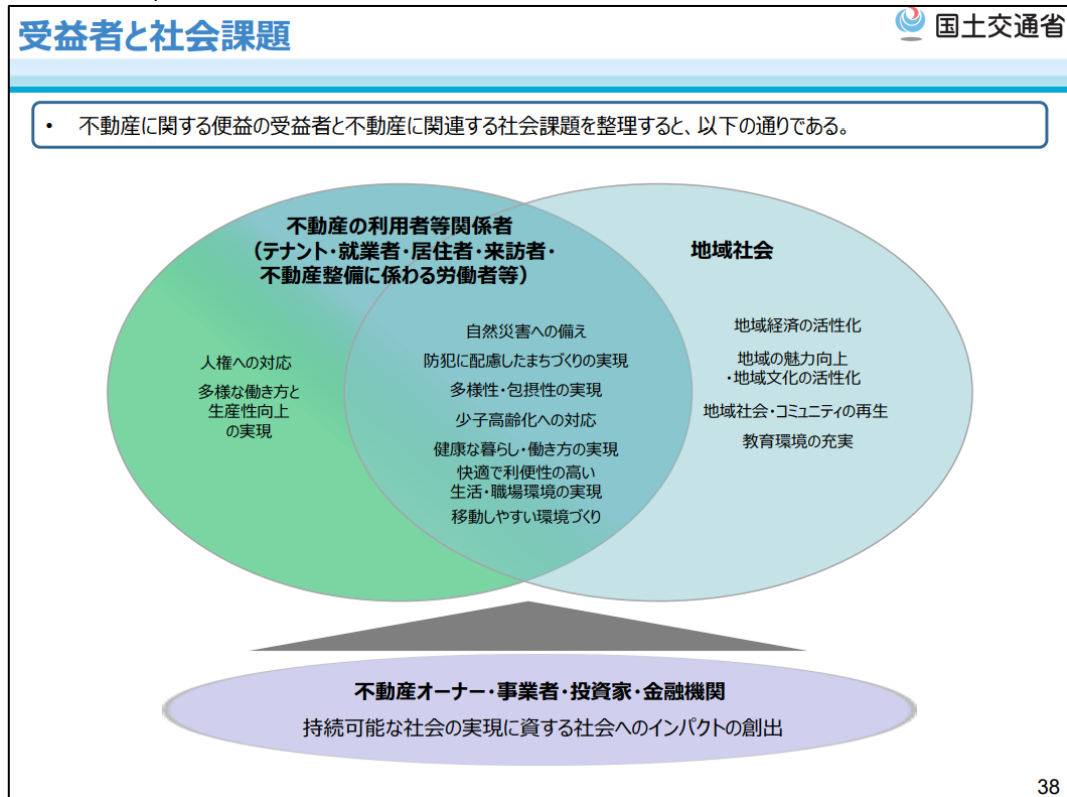 受益者と社会課題
国土交通省
• 不動産に関する便益の受益者と不動産に関連する社会課題を整理すると、以下の通りである。
不動産の利用者等関係者
（テナント・就業者・居住者・来訪者・
不動産整備に係わる労働者等）
人権への対応
多様な働き方と
生産性向上
の実現
自然災害への備え
防犯に配慮したまちづくりの実現
多様性・包摂性の実現
少子高齢化への対応
健康な暮らし・働き方の実現
快適で利便性の高い
生活・職場環境の実現
移動しやすい環境づくり
地域社会
地域経済の活性化
地域の魅力向上
・地域文化の活性化
地域社会・コミュニティの再生
教育環境の充実
不動産オーナー・事業者・投資家・金融機関
持続可能な社会の実現に資する社会へのインパクトの創出
38